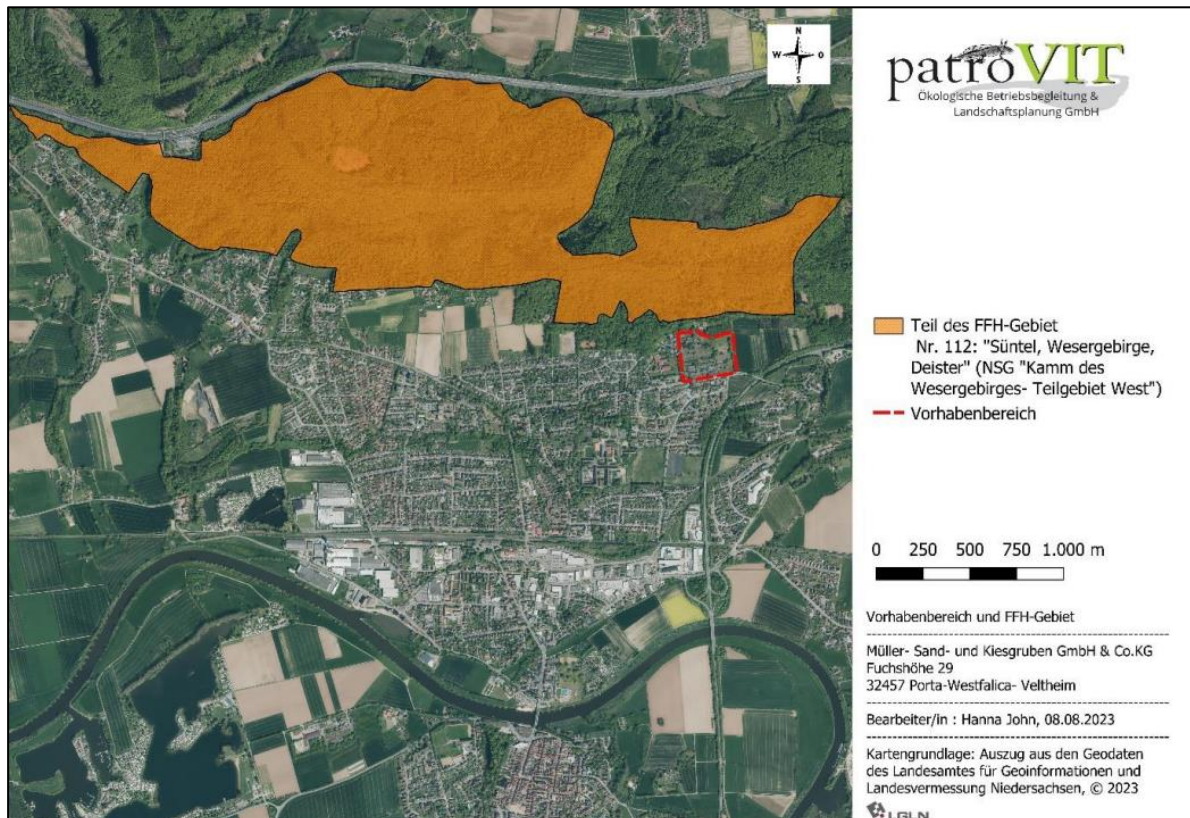 N
W O
S
patroVIT
Ökologische Betriebsbegleitung &
Landschaftsplanung GmbH
Teil des FFH-Gebiet
Nr. 112: "Süntel, Wesergebirge,
Deister" (NSG "Kamm des
Wesergebirges- Teilgebiet West")
Vorhabenbereich
0 250 500 750 1.000 m
Vorhabenbereich und FFH-Gebiet
Müller- Sand- und Kiesgruben GmbH & Co.KG
Fuchshöhe 29
32457 Porta-Westfalica- Veltheim
Bearbeiter/in : Hanna John, 08.08.2023
Kartengrundlage: Auszug aus den Geodaten
des Landesamtes für Geoinformationen und
Landesvermessung Niedersachsen, © 2023
LGLN